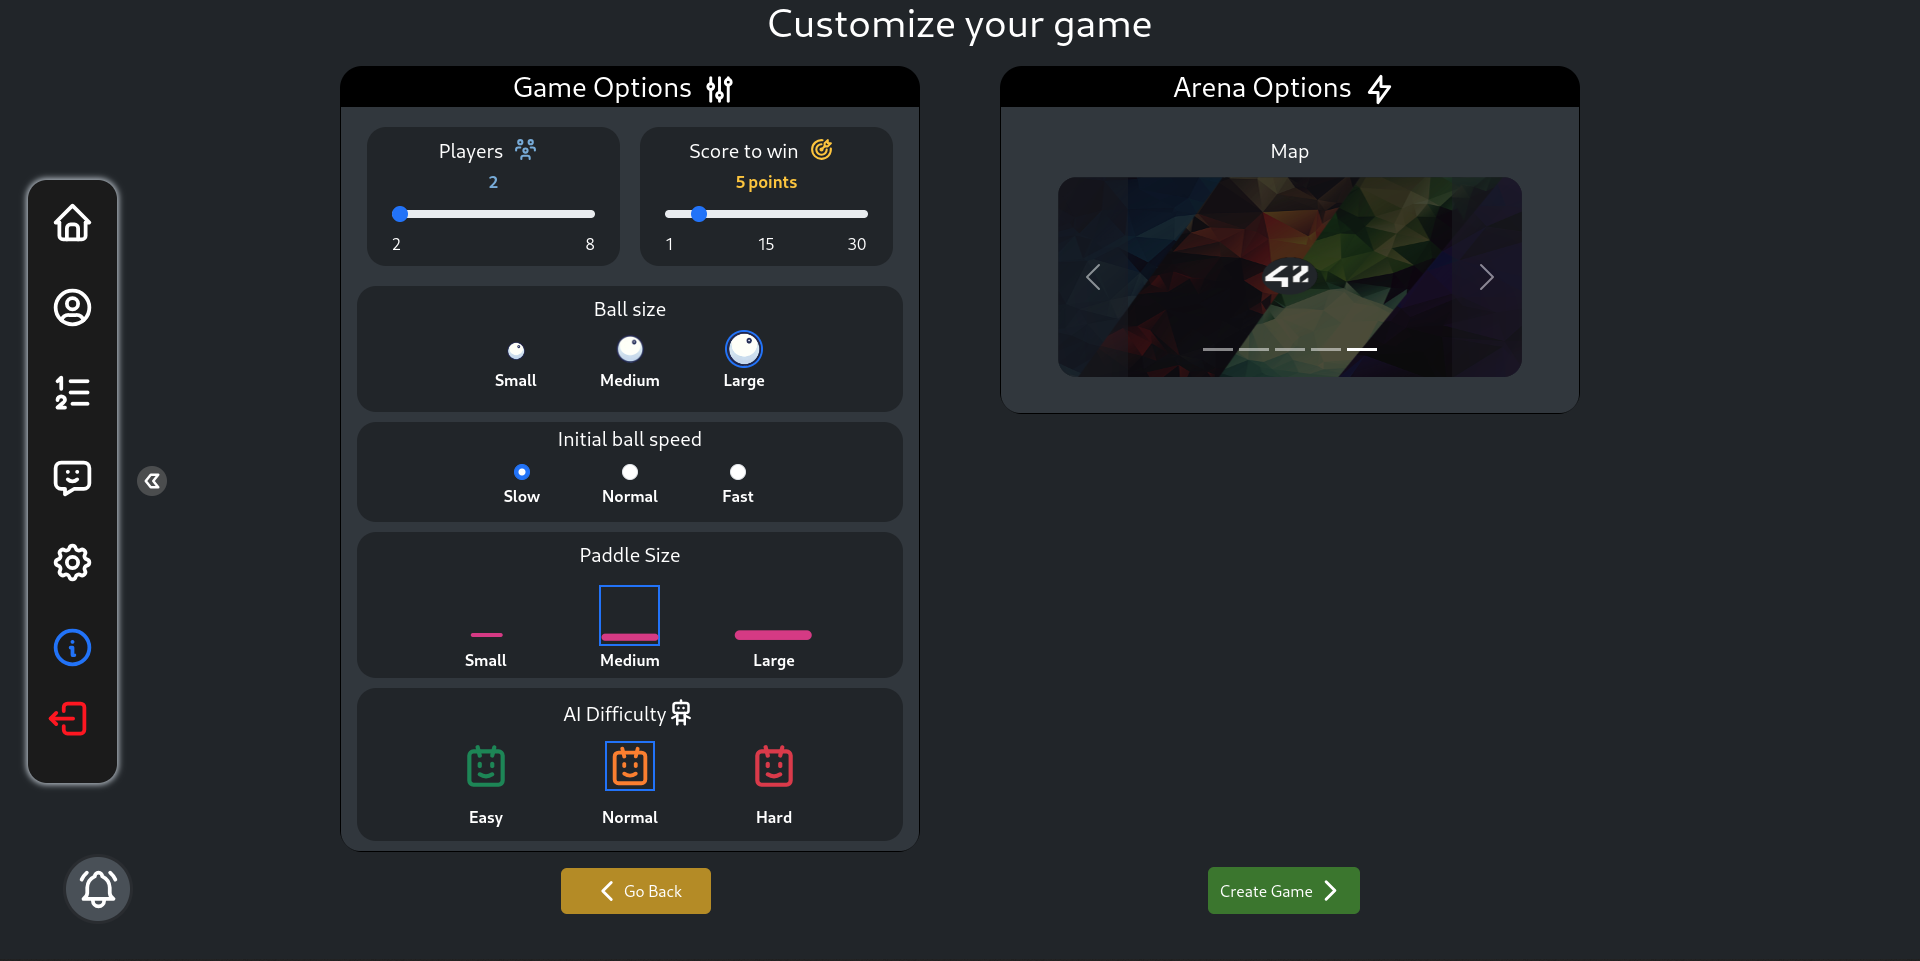 Customize your game
Game Options
Players
2
2 8
Score to win
5 points
1 15 30
Ball size
Small Medium Large
Initial ball speed
Slow Normal Fast
Paddle Size
Small Medium Large
AI Difficulty
Easy Normal Hard
Arena Options
Map
42
Go Back
Create Game